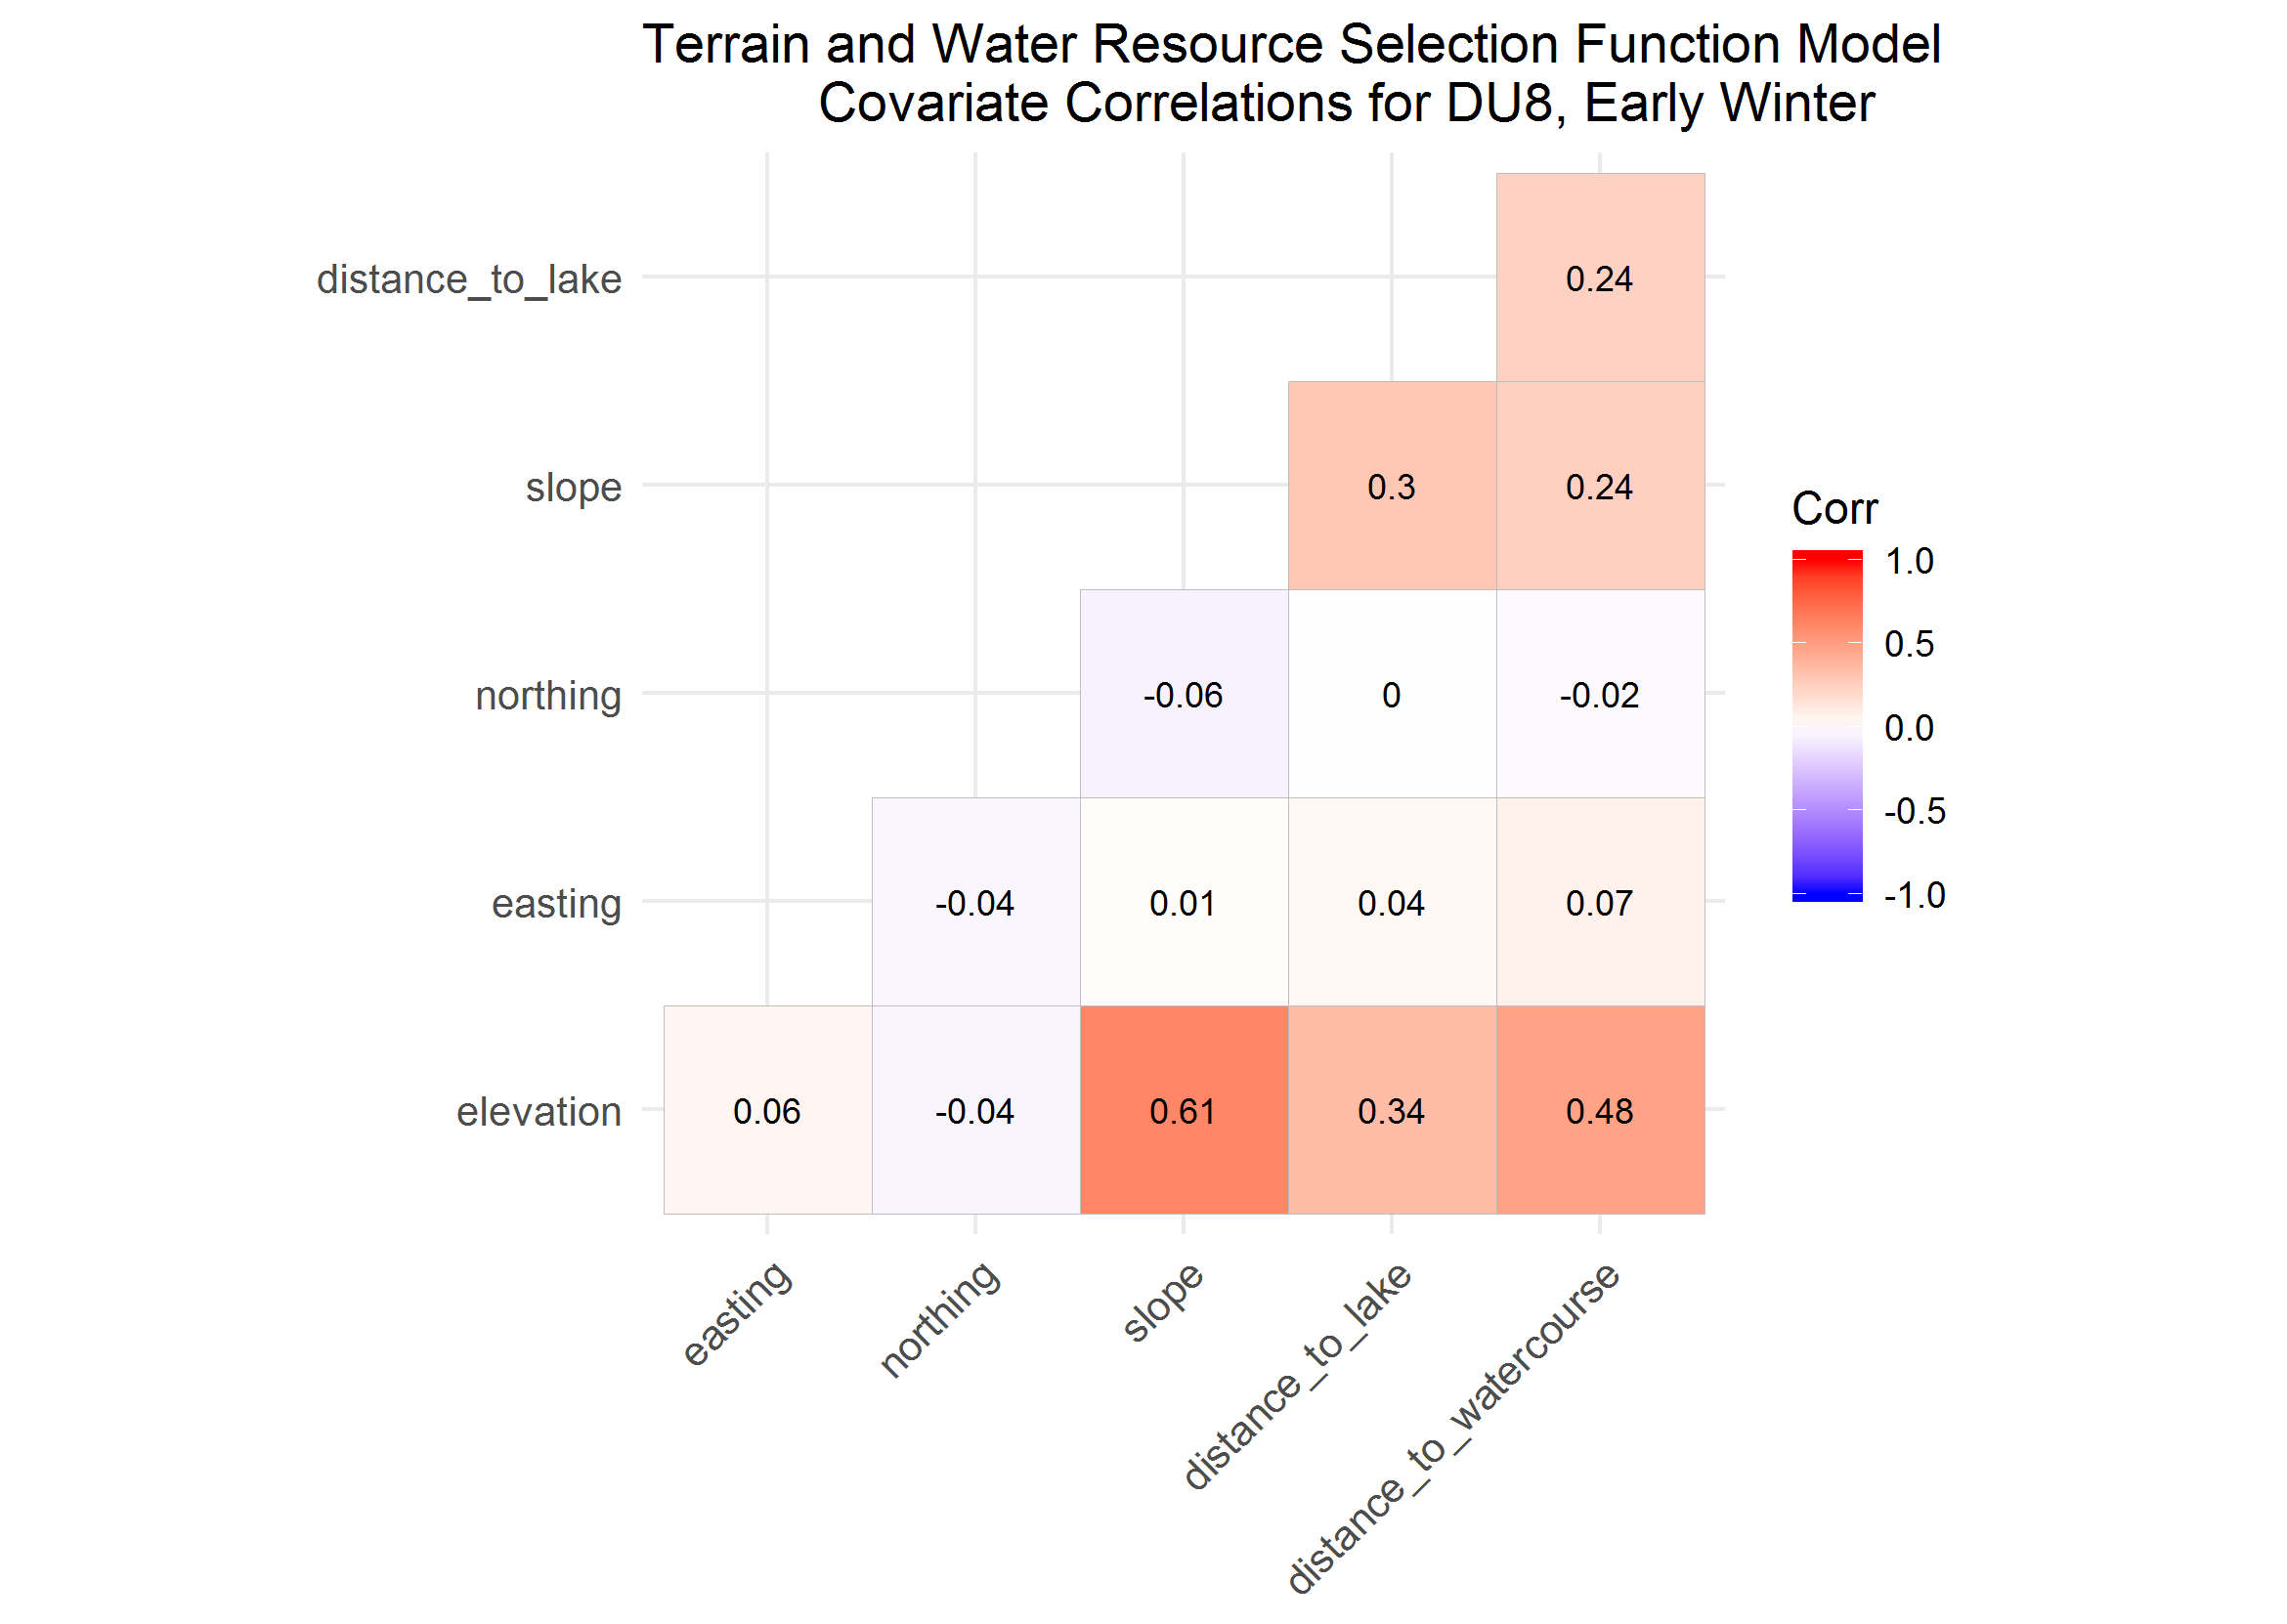 Terrain and Water Resource Selection Function Model
Covariate Correlations for DU8, Early Winter
distance_to_lake
0.24
slope
0.3
0.24
northing
-0.06
0
-0.02
easting
-0.04
0.01
0.04
0.07
elevation
0.06
-0.04
0.61
0.34
0.48
easting
northing
slope
distance_to_lake
distance_to_watercourse
Corr
1.0
0.5
0.0
-0.5
-1.0